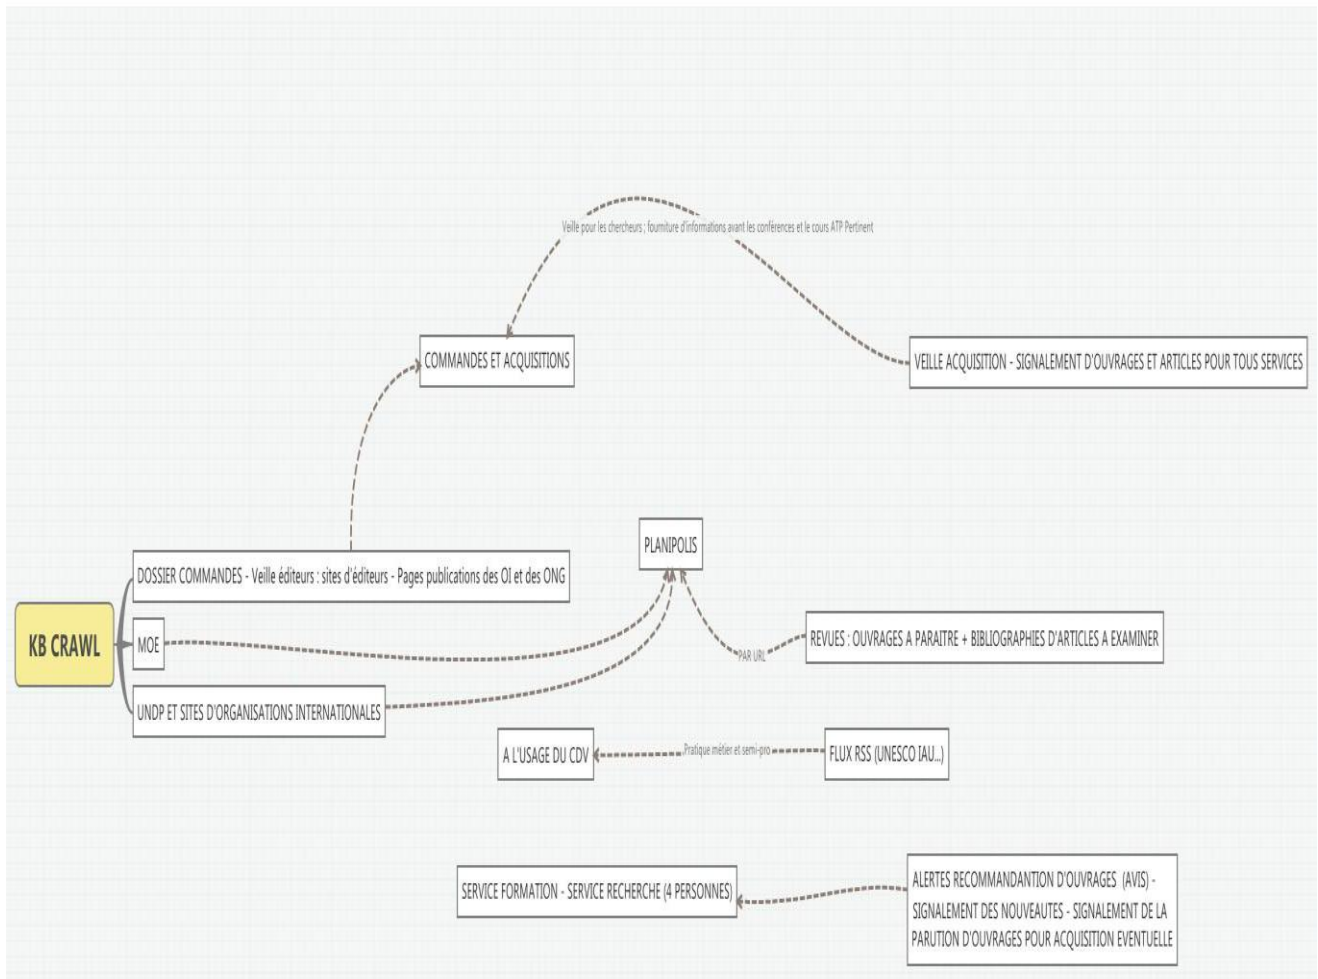 Veille pour les chercheurs ; fourniture d'informations avant les conférences et le cours ATP Pertinent
COMMANDES ET ACQUISITIONS
VEILLE ACQUISITION - SIGNALEMENT D'OUVRAGES ET ARTICLES POUR TOUS SERVICES
PLANIPOLIS
DOSSIER COMMANDES - Veille éditeurs : sites d'éditeurs - Pages publications des OI et des ONG
KB CRAWL
MOE
REVUES : OUVRAGES A PARAITRE + BIBLIOGRAPHIES D'ARTICLES A EXAMINER
PAR URL
UNDP ET SITES D'ORGANISATIONS INTERNATIONALES
A L'USAGE DU CDV
Pratique métier et semi-pro
FLUX RSS (UNESCO IAU...)
SERVICE FORMATION - SERVICE RECHERCHE (4 PERSONNES)
ALERTES RECOMMANDANTION D'OUVRAGES (AVIS) -
SIGNALEMENT DES NOUVEAUTES - SIGNALEMENT DE LA
PARUTION D'OUVRAGES POUR ACQUISITION EVENTUELLE